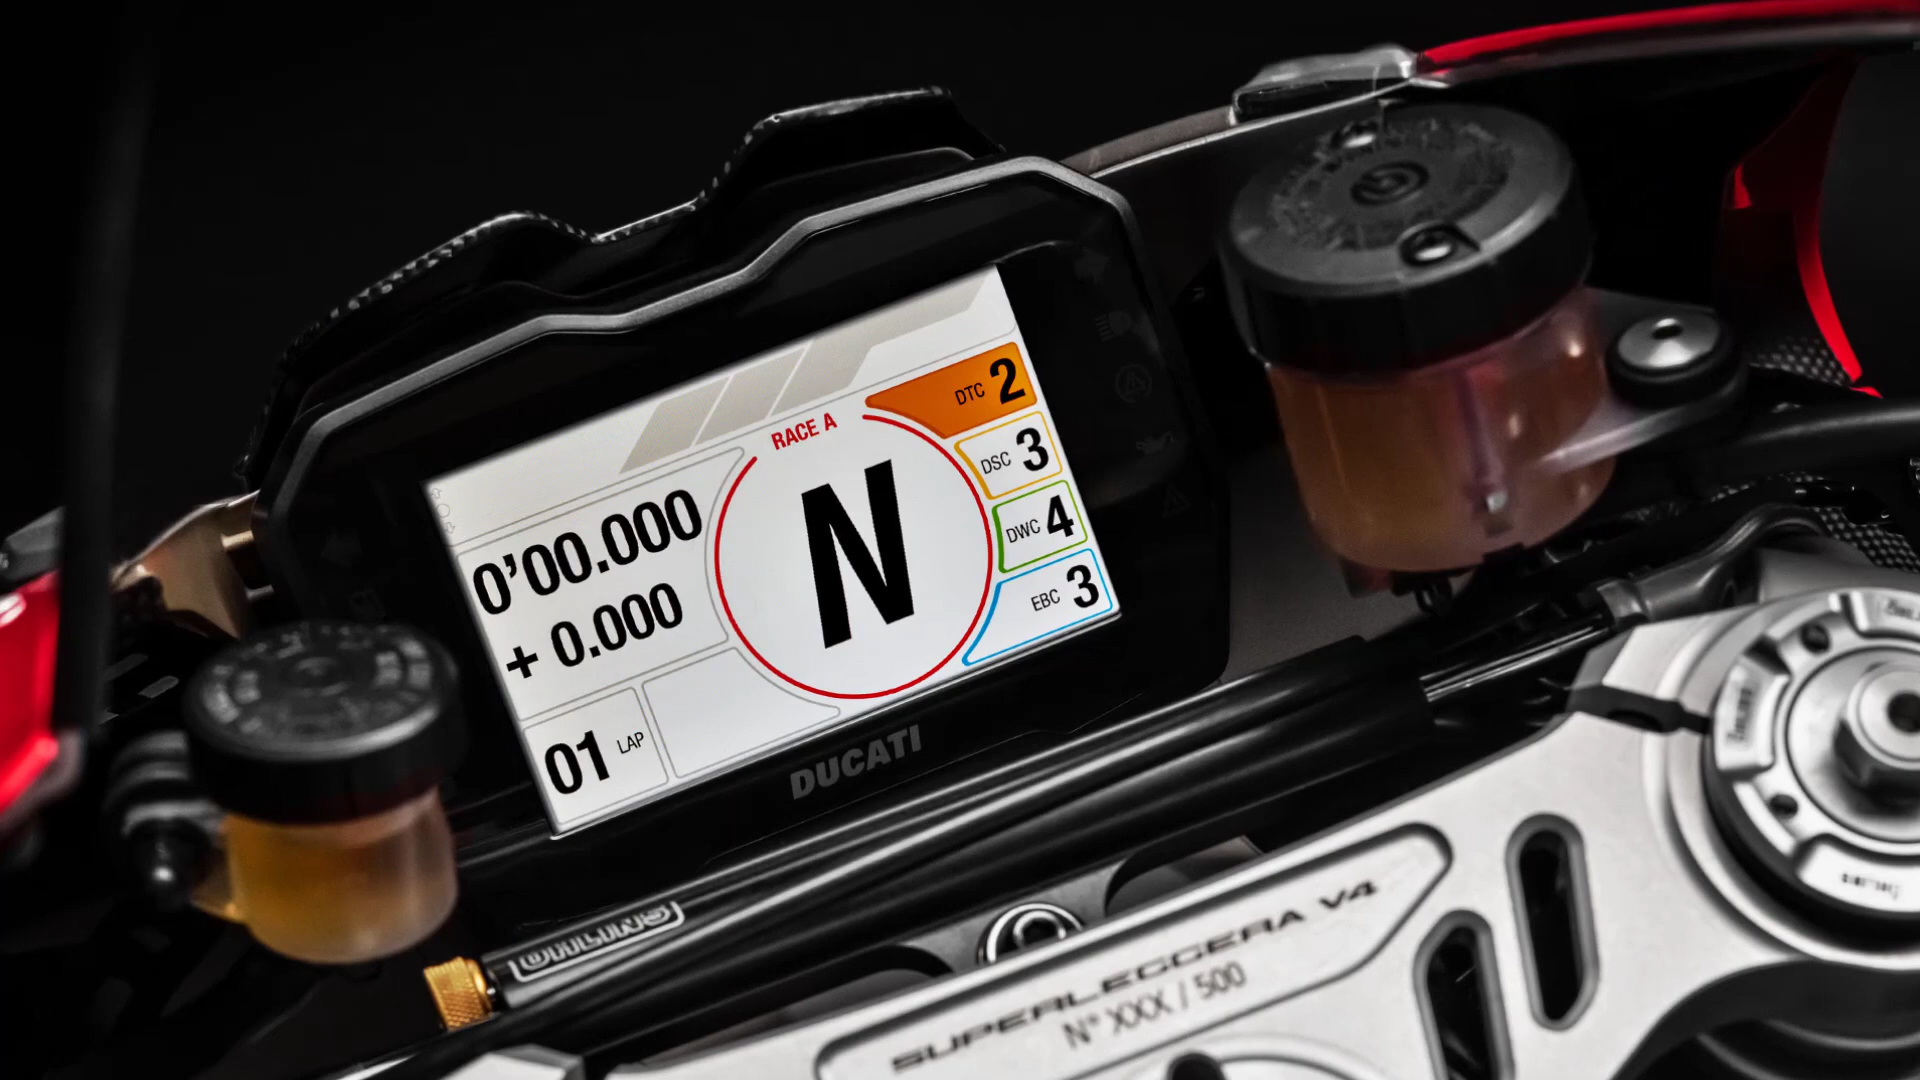 RACE A
N
0'00.000
+ 0.000
01 LAP
DTC 2
DSC 3
DWC 4
EBC 3
DUCATI
ÖHLINS
SUPERLEGGERA V4
N° XXX / 500